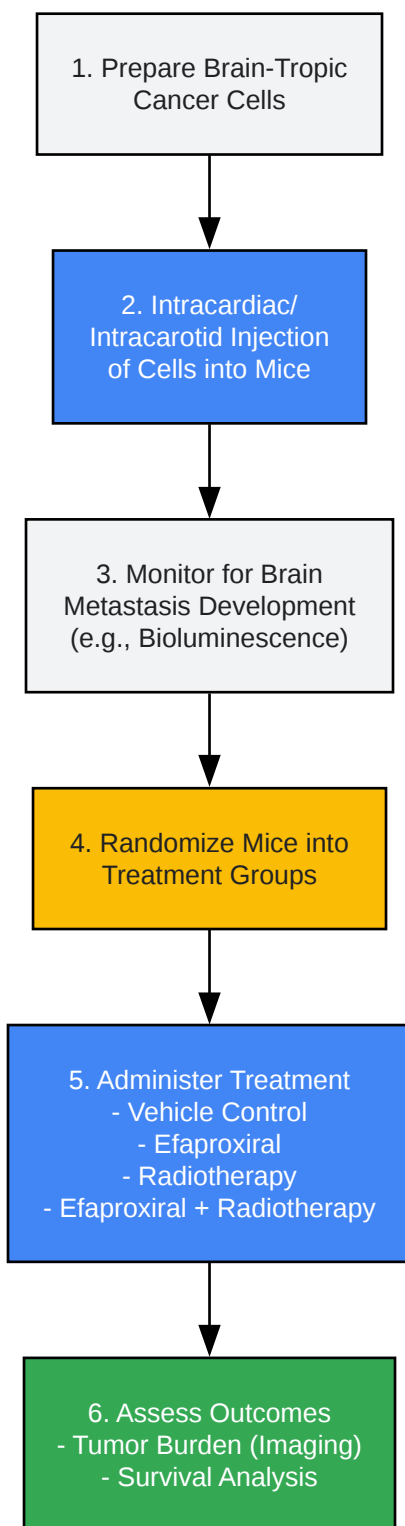 1. Prepare Brain-Tropic
Cancer Cells
2. Intracardiac/
Intracarotid Injection
of Cells into Mice
3. Monitor for Brain
Metastasis Development
(e.g., Bioluminescence)
4. Randomize Mice into
Treatment Groups
5. Administer Treatment
- Vehicle Control
- Efaproxiral
- Radiotherapy
- Efaproxiral + Radiotherapy
6. Assess Outcomes
- Tumor Burden (Imaging)
- Survival Analysis